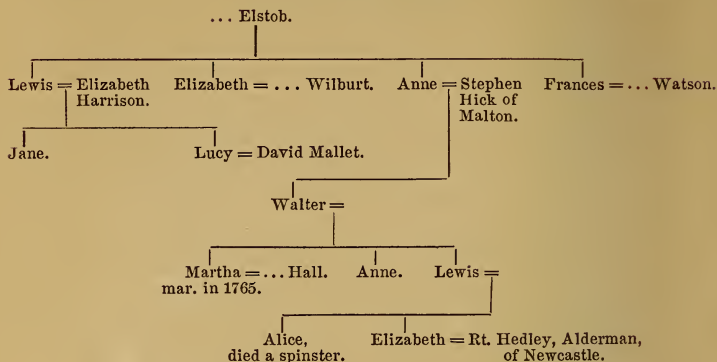 ... Elstob.
Lewis = Elizabeth Harrison. Elizabeth = ... Wilburt. Anne = Stephen Hick of Malton. Frances = ... Watson.
Jane. Lucy = David Mallet.
Walter =
Martha = ... Hall. mar. in 1765. Anne. Lewis =
Alice, died a spinster. Elizabeth = Rt. Hedley, Alderman, of Newcastle.